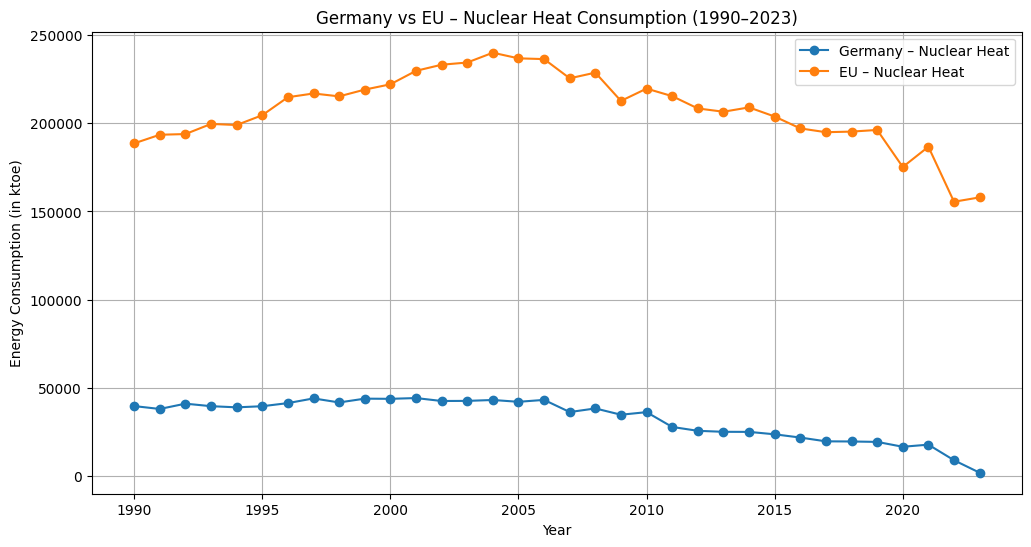 Germany vs EU – Nuclear Heat Consumption (1990–2023)
Germany – Nuclear Heat
EU – Nuclear Heat
Energy Consumption (in ktoe)
250000
200000
150000
100000
50000
0
1990 1995 2000 2005 2010 2015 2020
Year